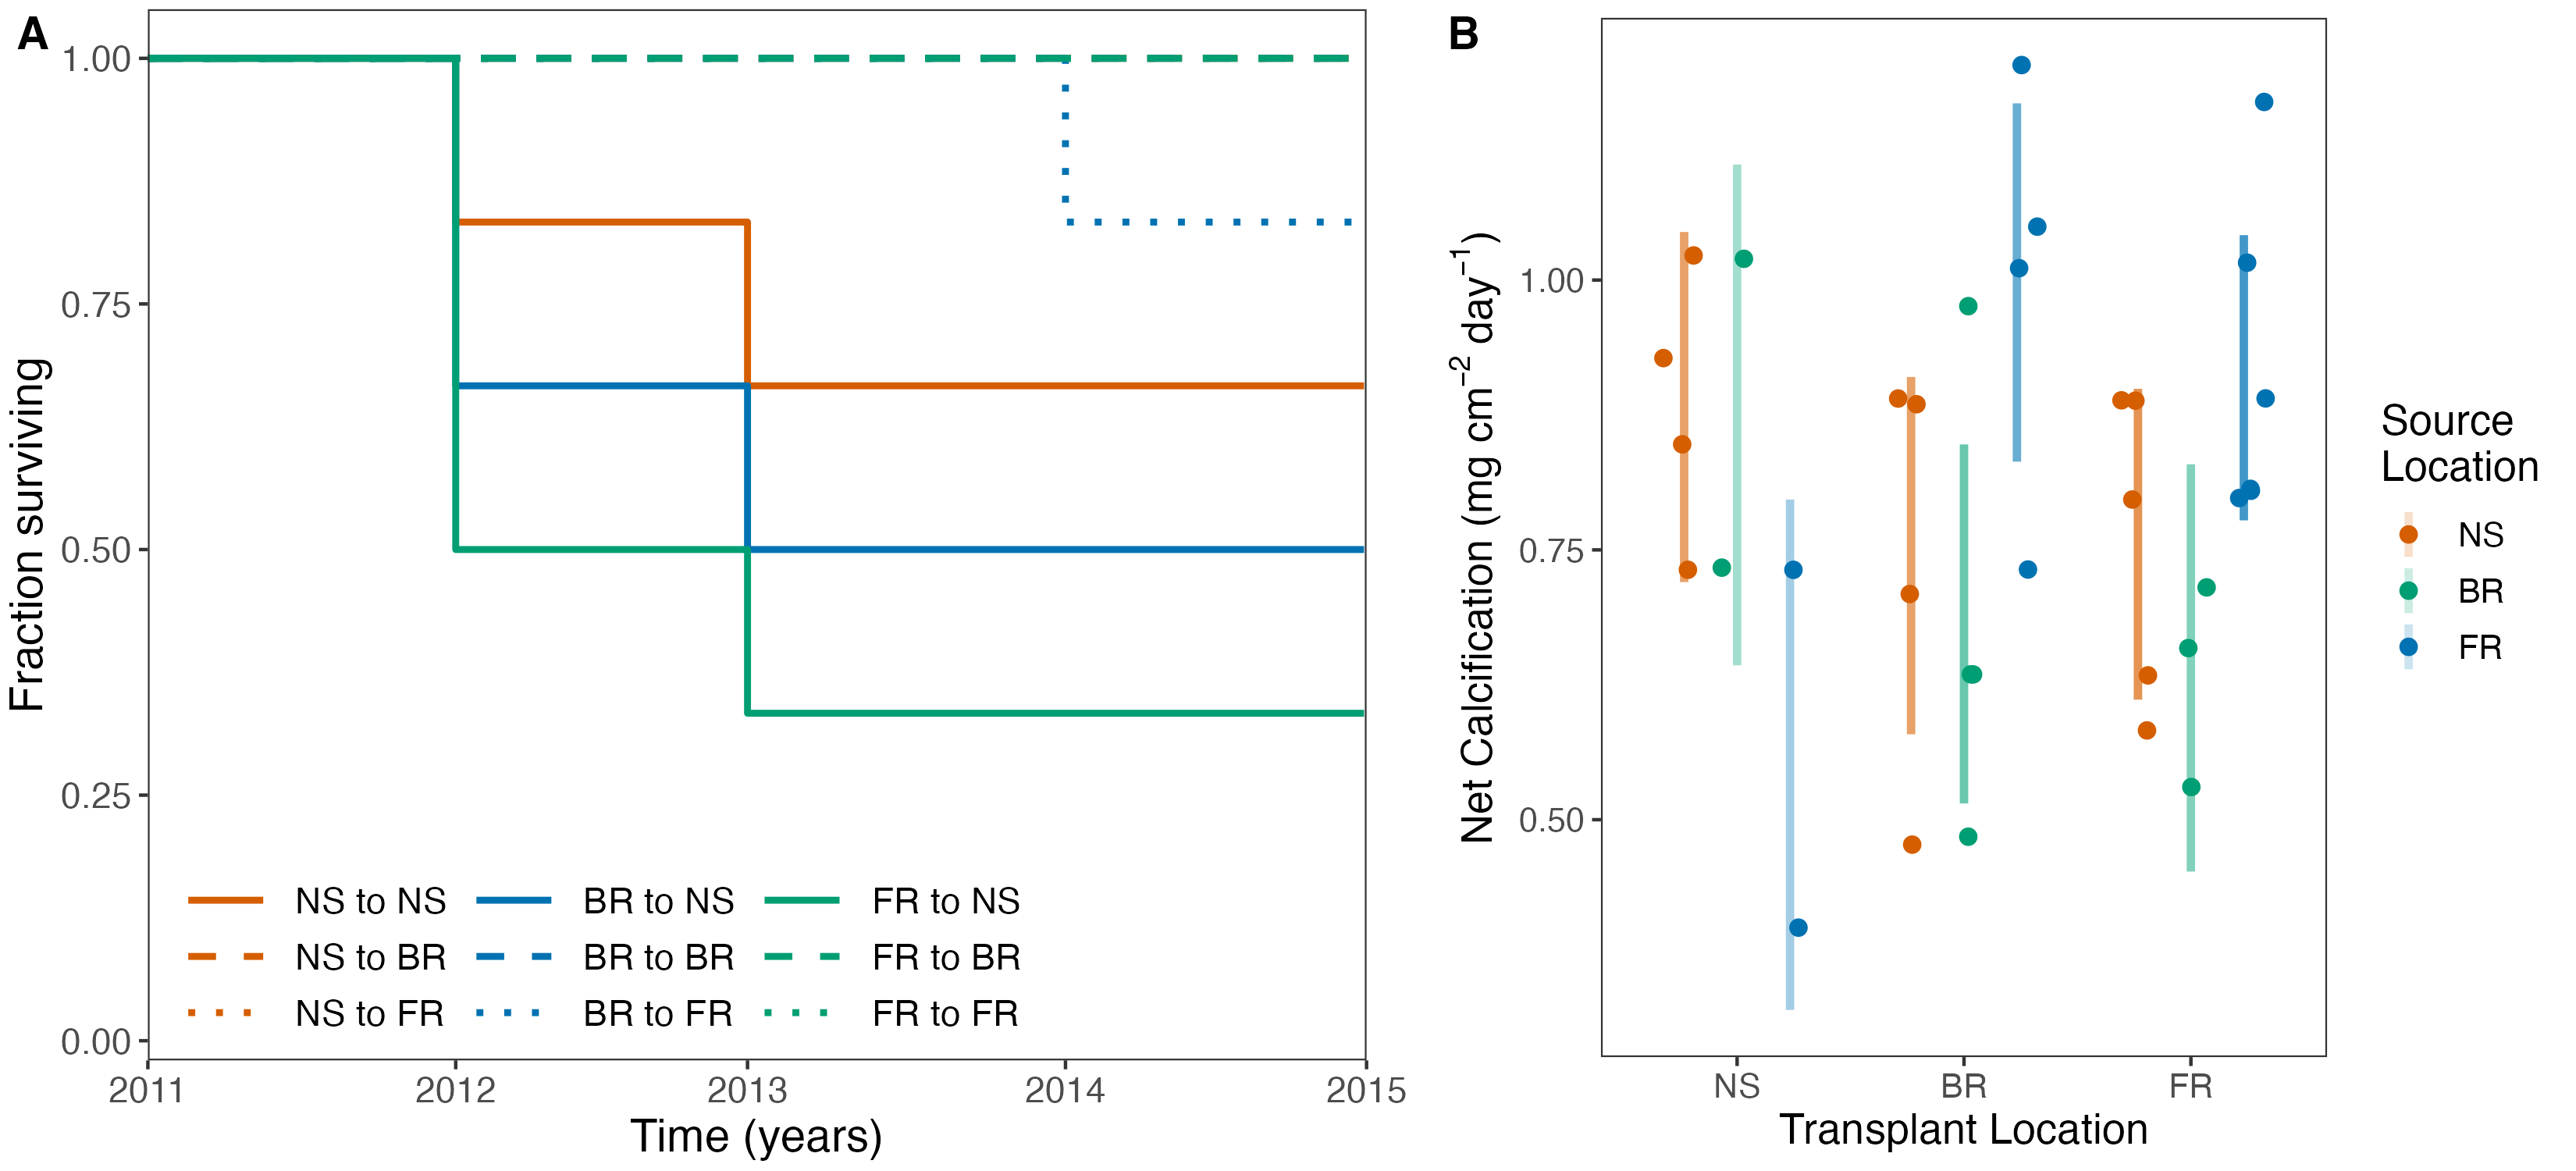 A
1.00
0.75
0.50
0.25
0.00
Fraction surviving
NS to NS BR to NS FR to NS
NS to BR BR to BR FR to BR
NS to FR BR to FR FR to FR
2011 2012 2013 2014 2015
Time (years)
B
1.00
0.75
0.50
Net Calcification (mg cm⁻² day⁻¹)
NS BR FR
Transplant Location
Source
Location
NS
BR
FR